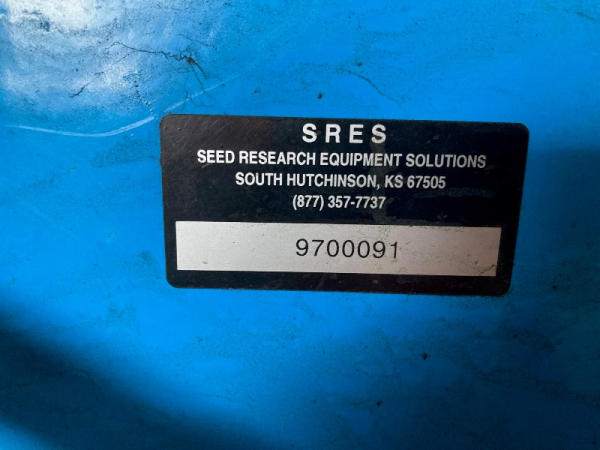 SRES
SEED RESEARCH EQUIPMENT SOLUTIONS
SOUTH HUTCHINSON, KS 67505
(877) 357-7737
9700091